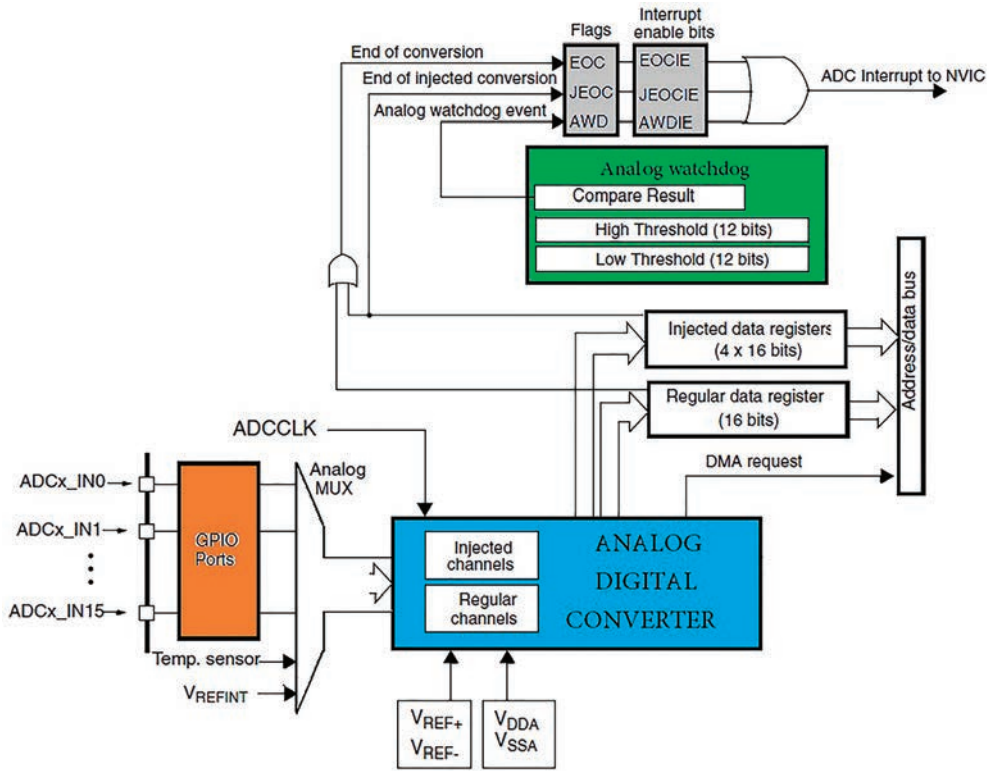 Flags
Interrupt
enable bits
End of conversion
EOC
EOCIE
End of injected conversion
JEOC
JEOCIE
ADC Interrupt to NVIC
Analog watchdog event
AWD
AWDIE
Analog watchdog
Compare Result
High Threshold (12 bits)
Low Threshold (12 bits)
Address/data bus
Injected data registers
(4 x 16 bits)
Regular data register
(16 bits)
DMA request
ADCCLK
Analog
MUX
ADCx_IN0
ADCx_IN1
GPIO
Ports
ADCx_IN15
Temp. sensor
VREFINT
Injected
channels
Regular
channels
ANALOG
DIGITAL
CONVERTER
VREF+
VREF-
VDDA
VSSA